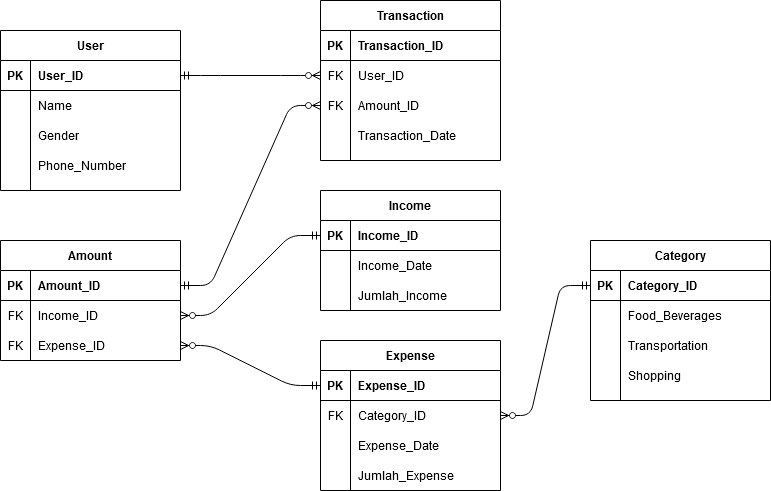 User
PK User_ID
Name
Gender
Phone_Number
Transaction
PK Transaction_ID
FK User_ID
FK Amount_ID
Transaction_Date
Amount
PK Amount_ID
FK Income_ID
FK Expense_ID
Income
PK Income_ID
Income_Date
Jumlah_Income
Expense
PK Expense_ID
FK Category_ID
Expense_Date
Jumlah_Expense
Category
PK Category_ID
Food_Beverages
Transportation
Shopping